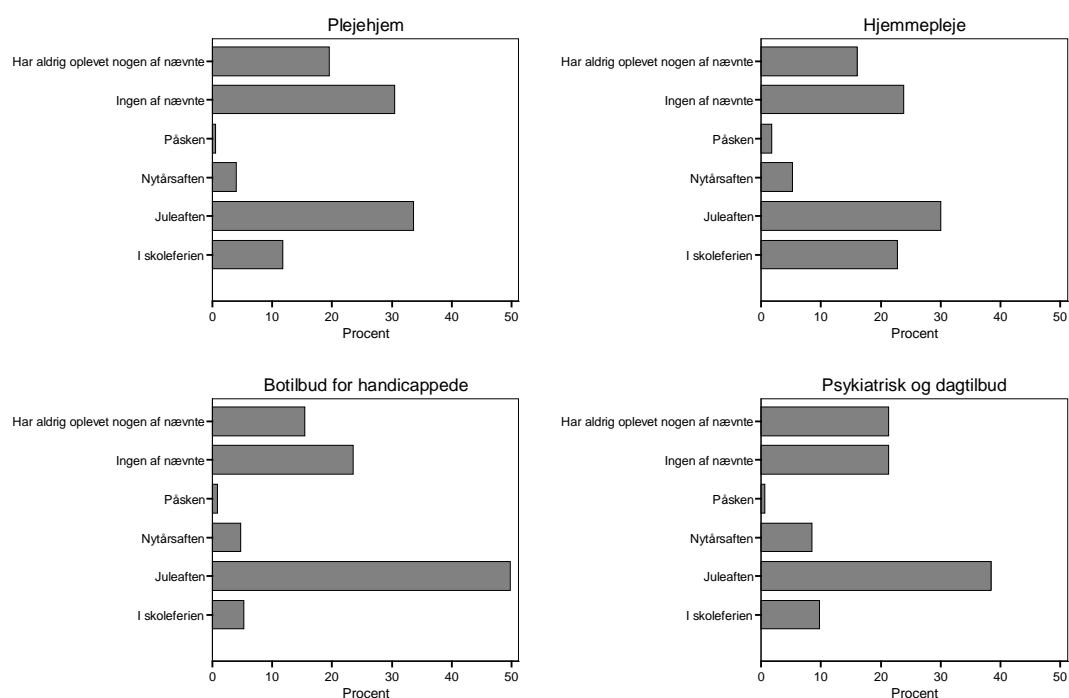 Plejehjem
Har aldrig oplevet nogen af nævnte
Ingen af nævnte
Påsken
Nytårsaften
Juleaften
I skoleferien
0 10 20 30 40 50
Procent
Hjemmepleje
Har aldrig oplevet nogen af nævnte
Ingen af nævnte
Påsken
Nytårsaften
Juleaften
I skoleferien
0 10 20 30 40 50
Procent
Botilbud for handicappede
Har aldrig oplevet nogen af nævnte
Ingen af nævnte
Påsken
Nytårsaften
Juleaften
I skoleferien
0 10 20 30 40 50
Procent
Psykiatrisk og dagtilbud
Har aldrig oplevet nogen af nævnte
Ingen af nævnte
Påsken
Nytårsaften
Juleaften
I skoleferien
0 10 20 30 40 50
Procent